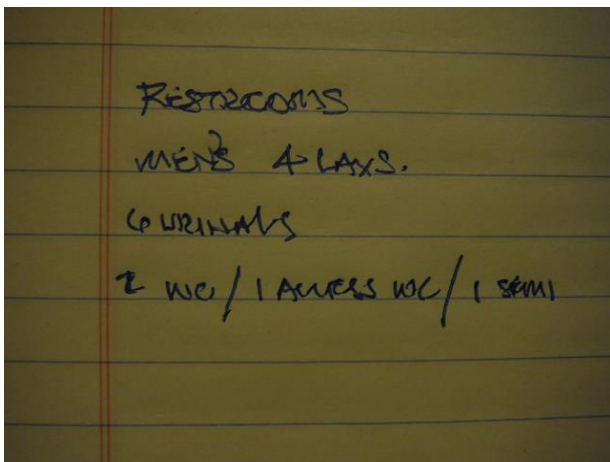 RESTROOMS
MEN'S 4 LAVS.
6 URINALS
2 WC / 1 ACCESS WC / 1 SEMI